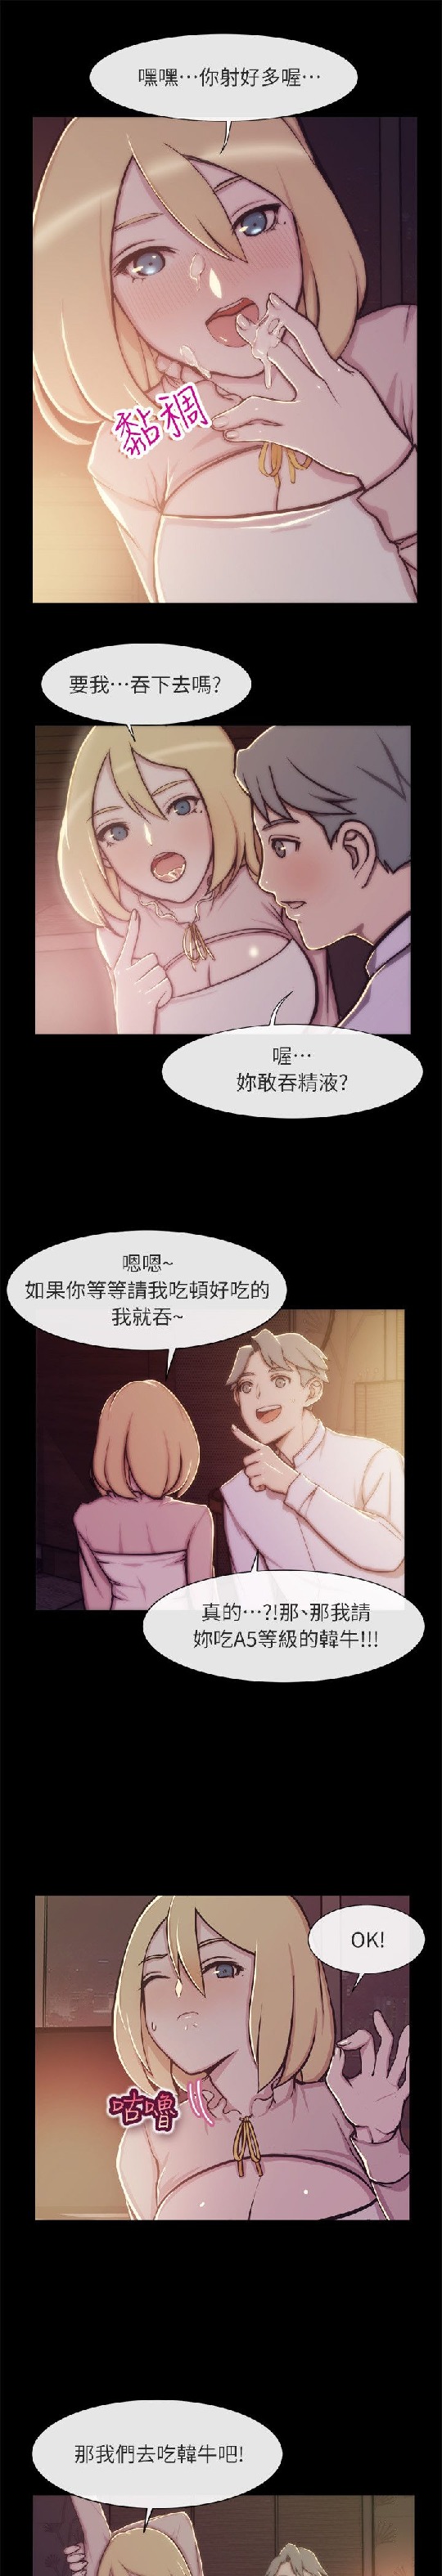 嘿嘿…你射好多喔…
黏稠
要我…吞下去嗎?
喔…
妳敢吞精液?
嗯嗯~
如果你等等請我吃頓好吃的
我就吞~
真的…?!那、那我請
妳吃A5等級的韓牛!!!
OK!
咕嚕
那我們去吃韓牛吧!